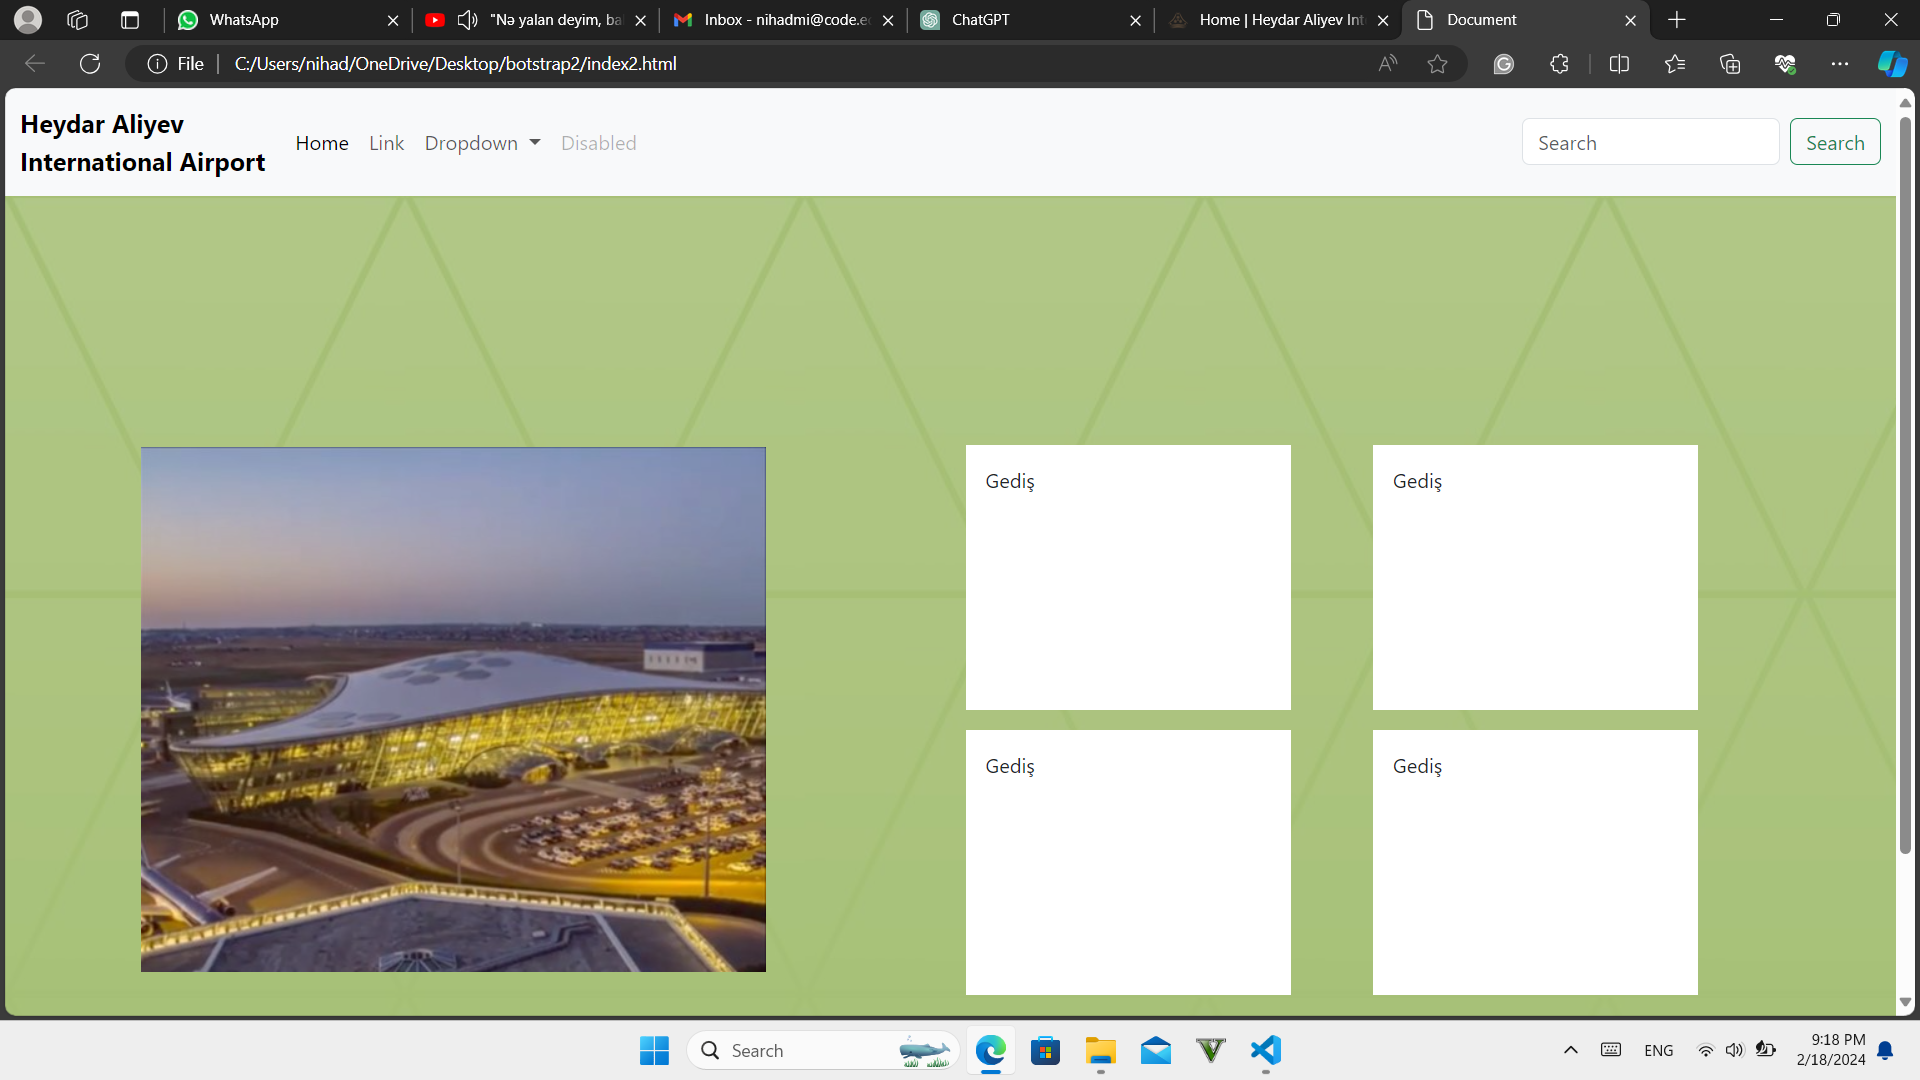 WhatsApp
"Nə yalan deyim, ba
Inbox - nihadmi@code.e
ChatGPT
Home | Heydar Aliyev Int
Document
File
C:/Users/nihad/OneDrive/Desktop/botstrap2/index2.html
Heydar Aliyev
International Airport
Home
Link
Dropdown
Disabled
Search
Search
Gediş
Gediş
Gediş
Gediş
Search
ENG
9:18 PM
2/18/2024